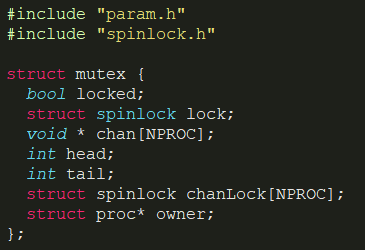 #include "param.h"
#include "spinlock.h"
struct mutex {
  bool locked;
  struct spinlock lock;
  void * chan[NPROC];
  int head;
  int tail;
  struct spinlock chanLock[NPROC];
  struct proc* owner;
};